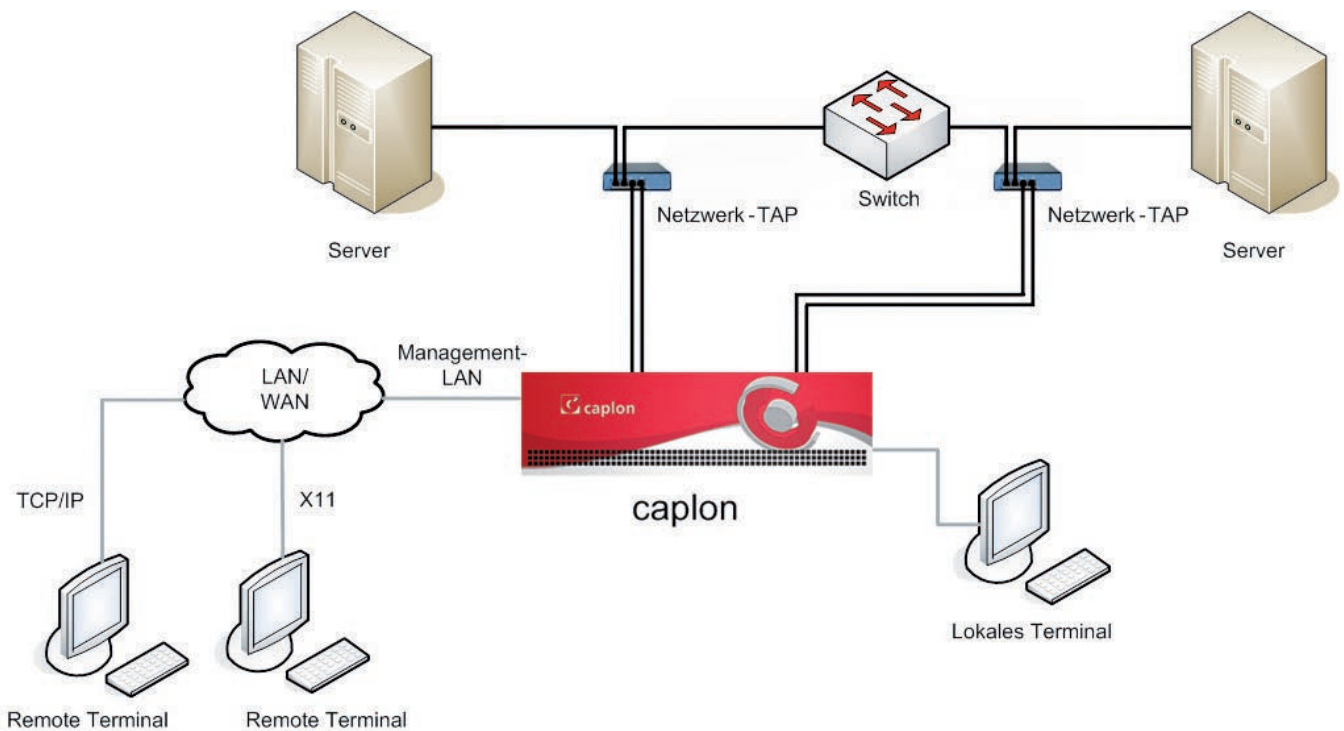 Switch
Netzwerk - TAP
Netzwerk - TAP
Server
Server
Management-
LAN
LAN/
WAN
caplon
TCP/IP
X11
caplon
Lokales Terminal
Remote Terminal
Remote Terminal